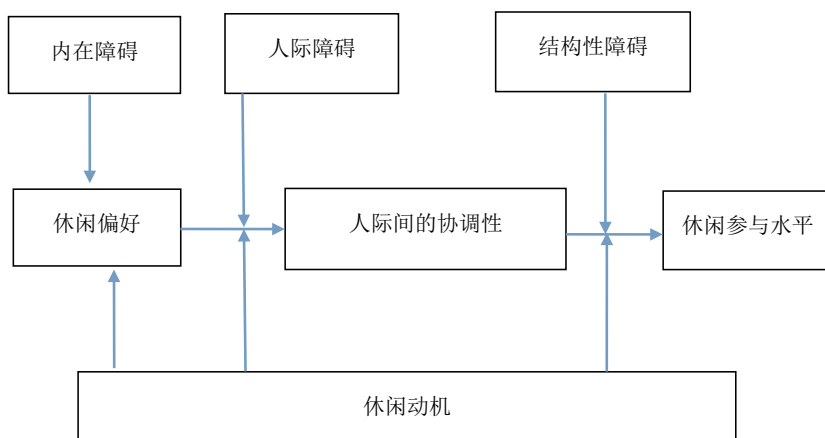 内在障碍
人际障碍
结构性障碍
休闲偏好
人际间的协调性
休闲参与水平
休闲动机